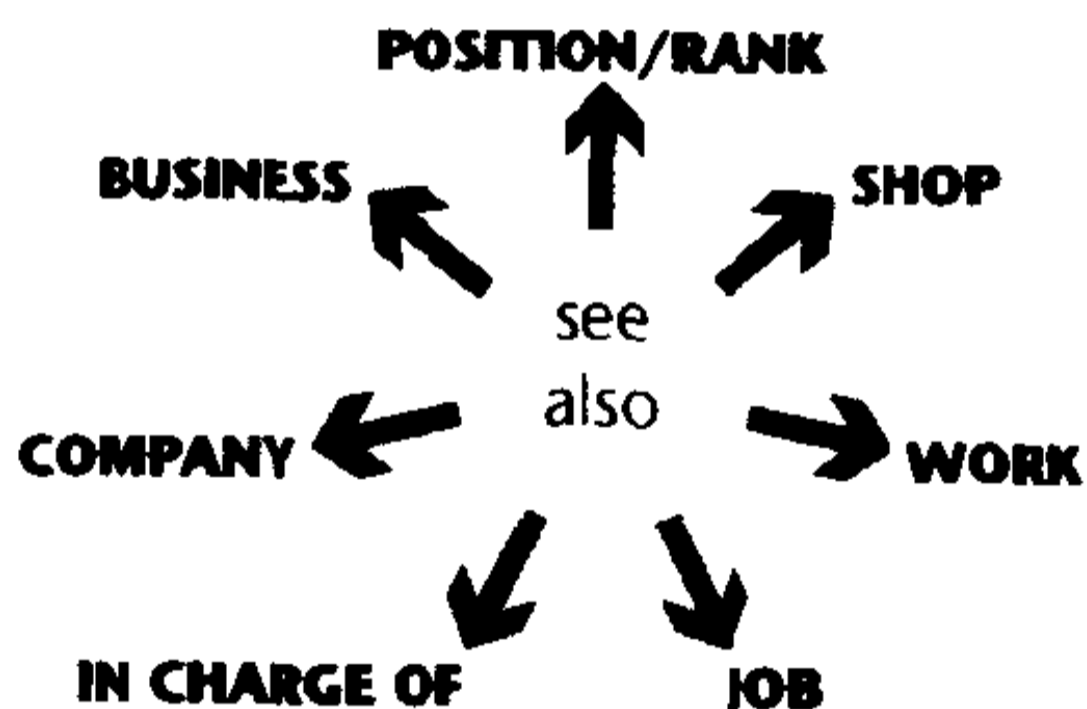 POSITION/RANK
BUSINESS
SHOP
see
also
COMPANY
WORK
IN CHARGE OF
JOB